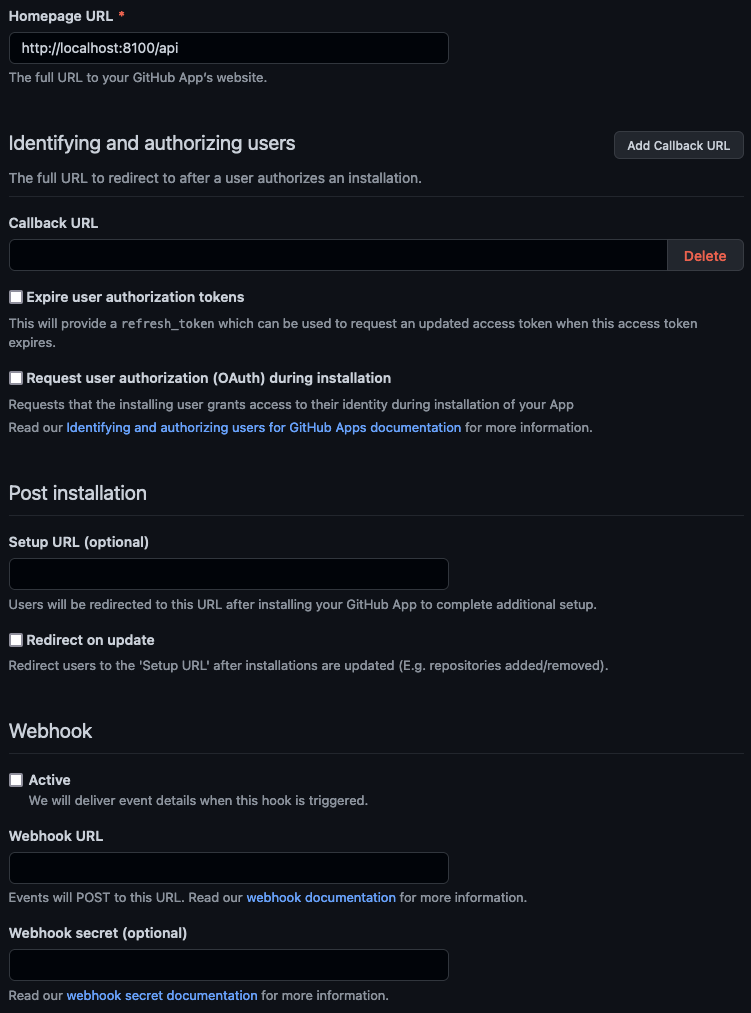 Homepage URL *
http://localhost:8100/api
The full URL to your GitHub App's website.
Identifying and authorizing users
Add Callback URL
The full URL to redirect to after a user authorizes an installation.
Callback URL
Delete
Expire user authorization tokens
This will provide a refresh_token which can be used to request an updated access token when this access token
expires.
Request user authorization (OAuth) during installation
Requests that the installing user grants access to their identity during installation of your App
Read our Identifying and authorizing users for GitHub Apps documentation for more information.
Post installation
Setup URL (optional)
Users will be redirected to this URL after installing your GitHub App to complete additional setup.
Redirect on update
Redirect users to the 'Setup URL' after installations are updated (E.g. repositories added/removed).
Webhook
Active
We will deliver event details when this hook is triggered.
Webhook URL
Events will POST to this URL. Read our webhook documentation for more information.
Webhook secret (optional)
Read our webhook secret documentation for more information.